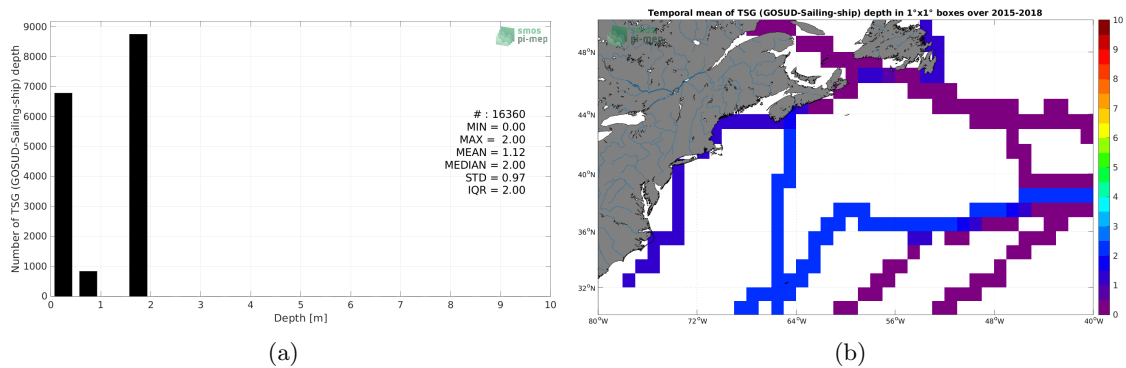 9000
8000
7000
6000
5000
4000
3000
2000
1000
0
Number of TSG (GOSUD-Sailing-ship) depth
smos
pi-mep
# : 16360
MIN = 0.00
MAX = 2.00
MEAN = 1.12
MEDIAN = 2.00
STD = 0.97
IQR = 2.00
0 1 2 3 4 5 6 7 8 9 10
Depth [m]
(a)
Temporal mean of TSG (GOSUD-Sailing-ship) depth in 1°x1° boxes over 2015-2018
smos
pi-mep
48°N
44°N
40°N
36°N
32°N
80°W 72°W 64°W 56°W 48°W 40°W
10
9
8
7
6
5
4
3
2
1
0
(b)